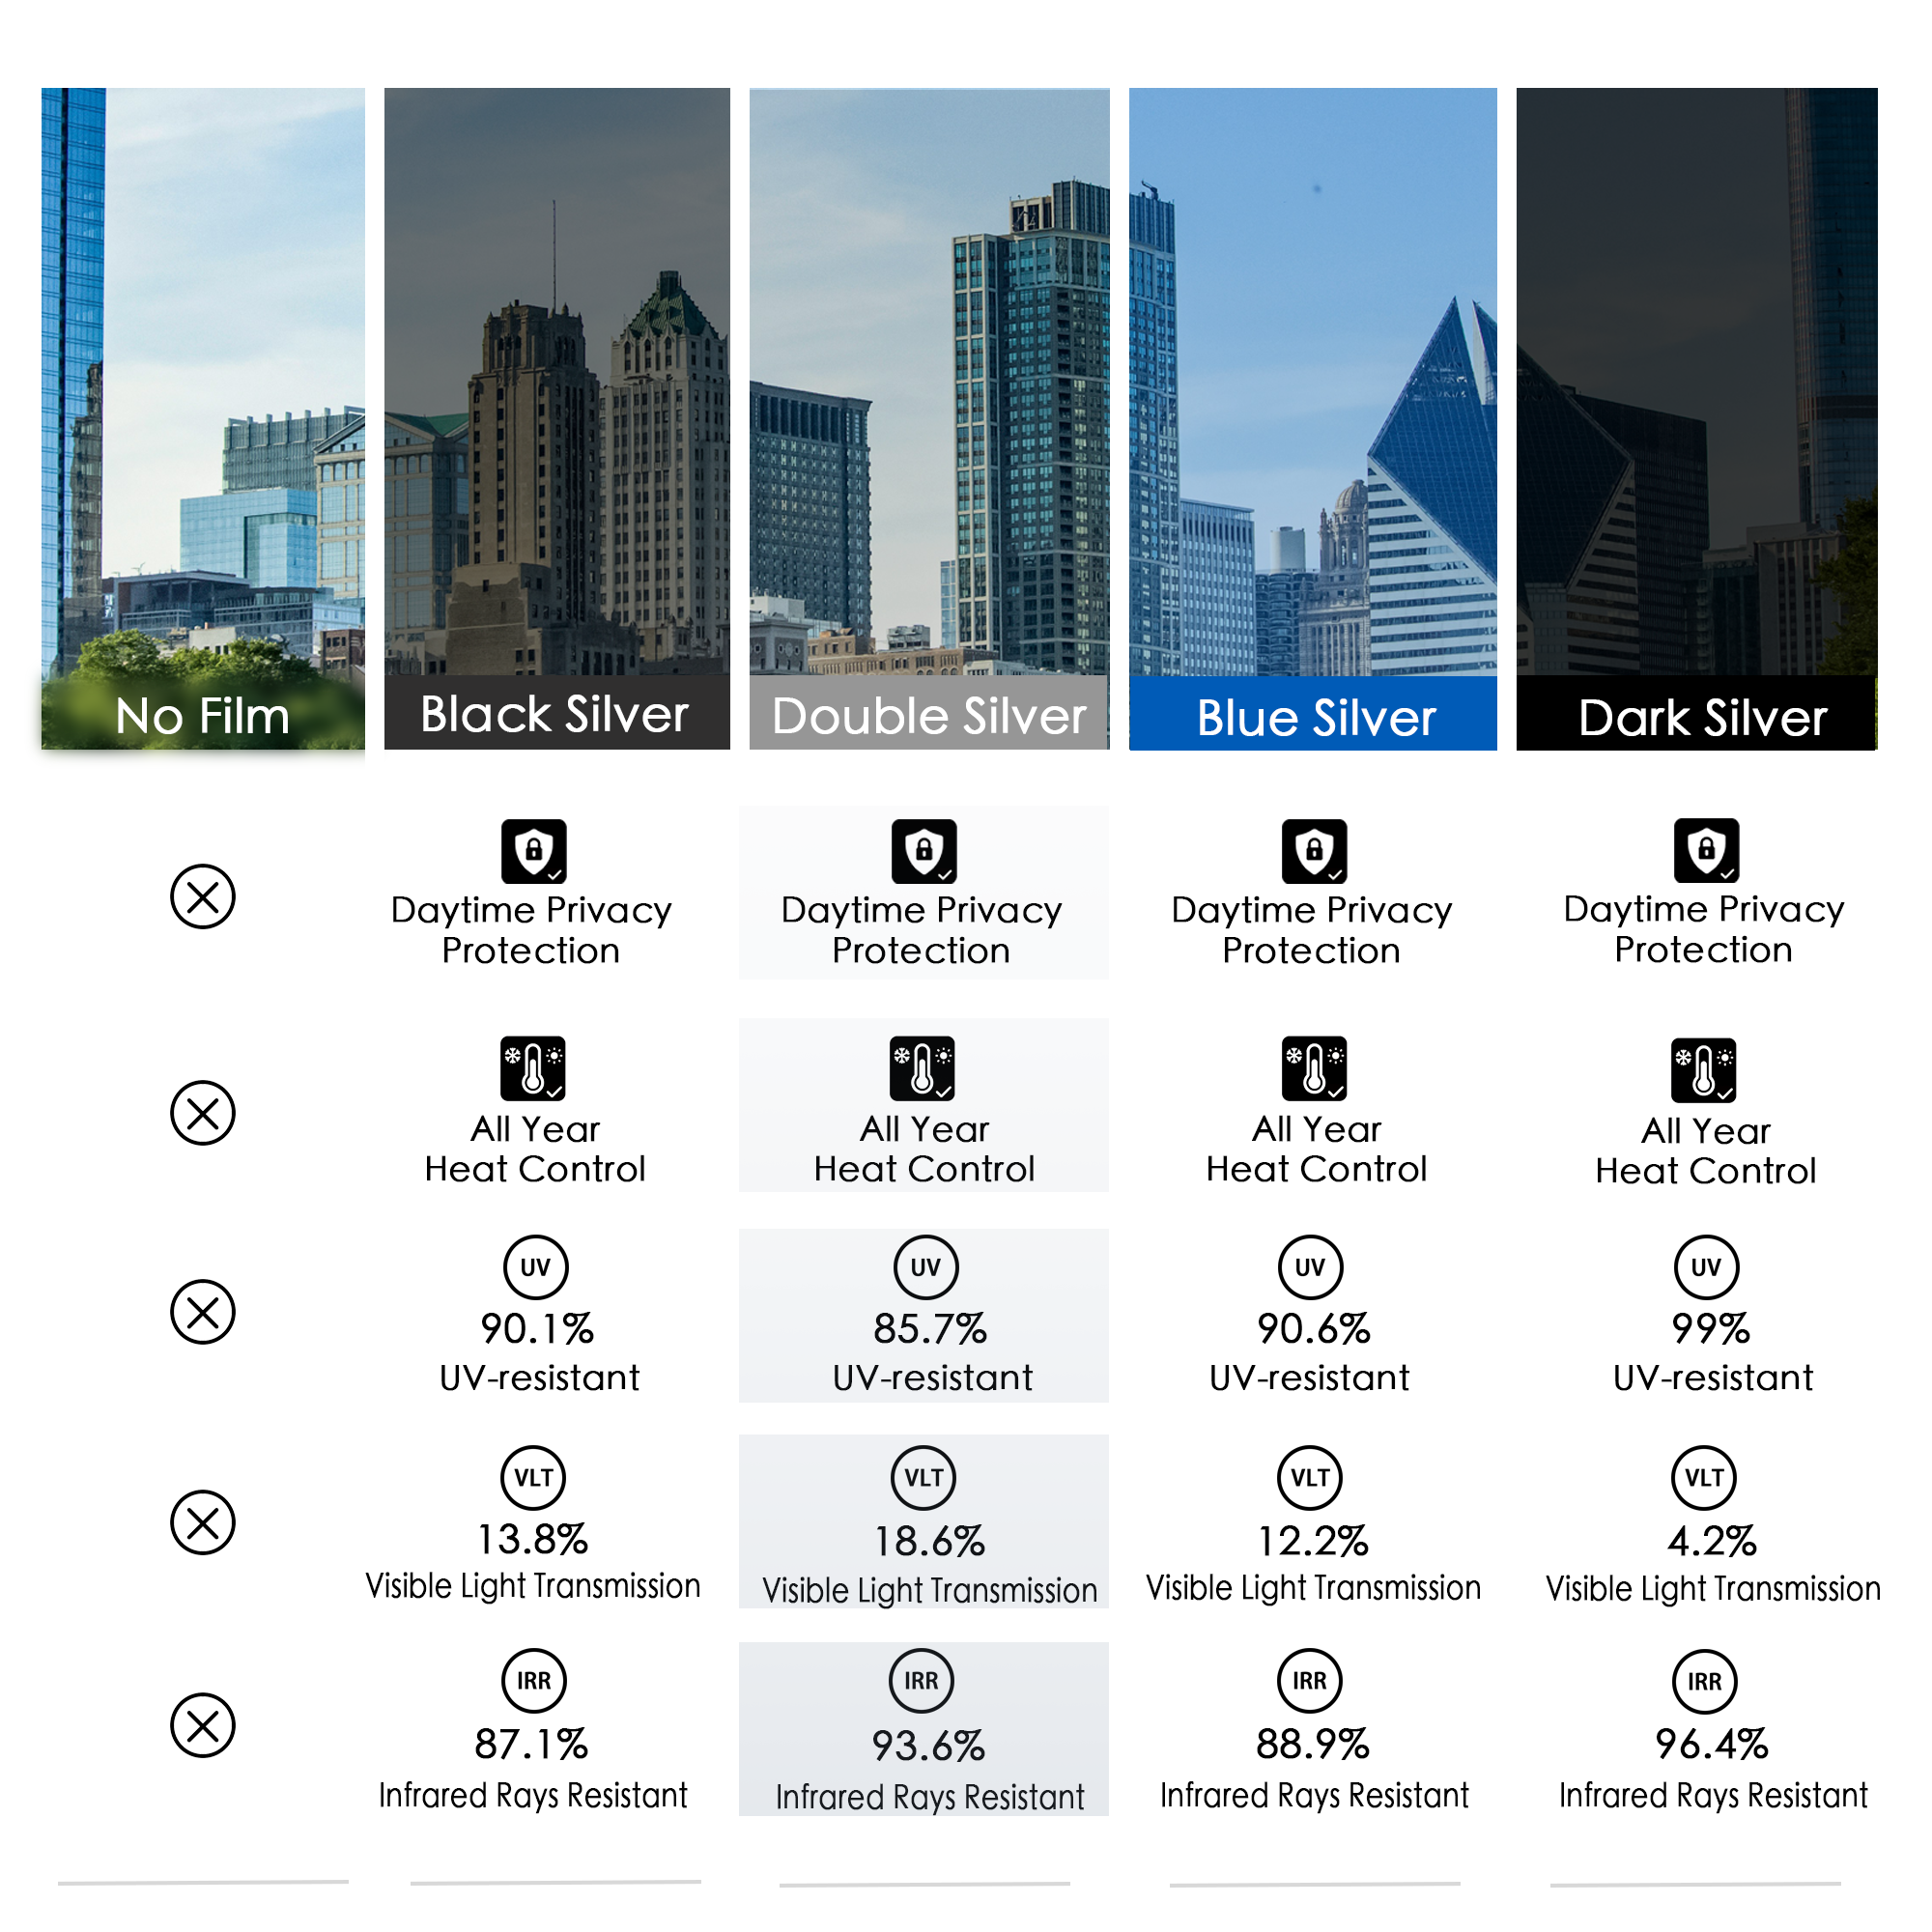 No Film
Black Silver
Double Silver
Blue Silver
Dark Silver
Daytime Privacy
Protection
Daytime Privacy
Protection
Daytime Privacy
Protection
Daytime Privacy
Protection
All Year
Heat Control
All Year
Heat Control
All Year
Heat Control
All Year
Heat Control
UV
90.1%
UV-resistant
UV
85.7%
UV-resistant
UV
90.6%
UV-resistant
UV
99%
UV-resistant
VLT
13.8%
Visible Light Transmission
VLT
18.6%
Visible Light Transmission
VLT
12.2%
Visible Light Transmission
VLT
4.2%
Visible Light Transmission
IRR
87.1%
Infrared Rays Resistant
IRR
93.6%
Infrared Rays Resistant
IRR
88.9%
Infrared Rays Resistant
IRR
96.4%
Infrared Rays Resistant